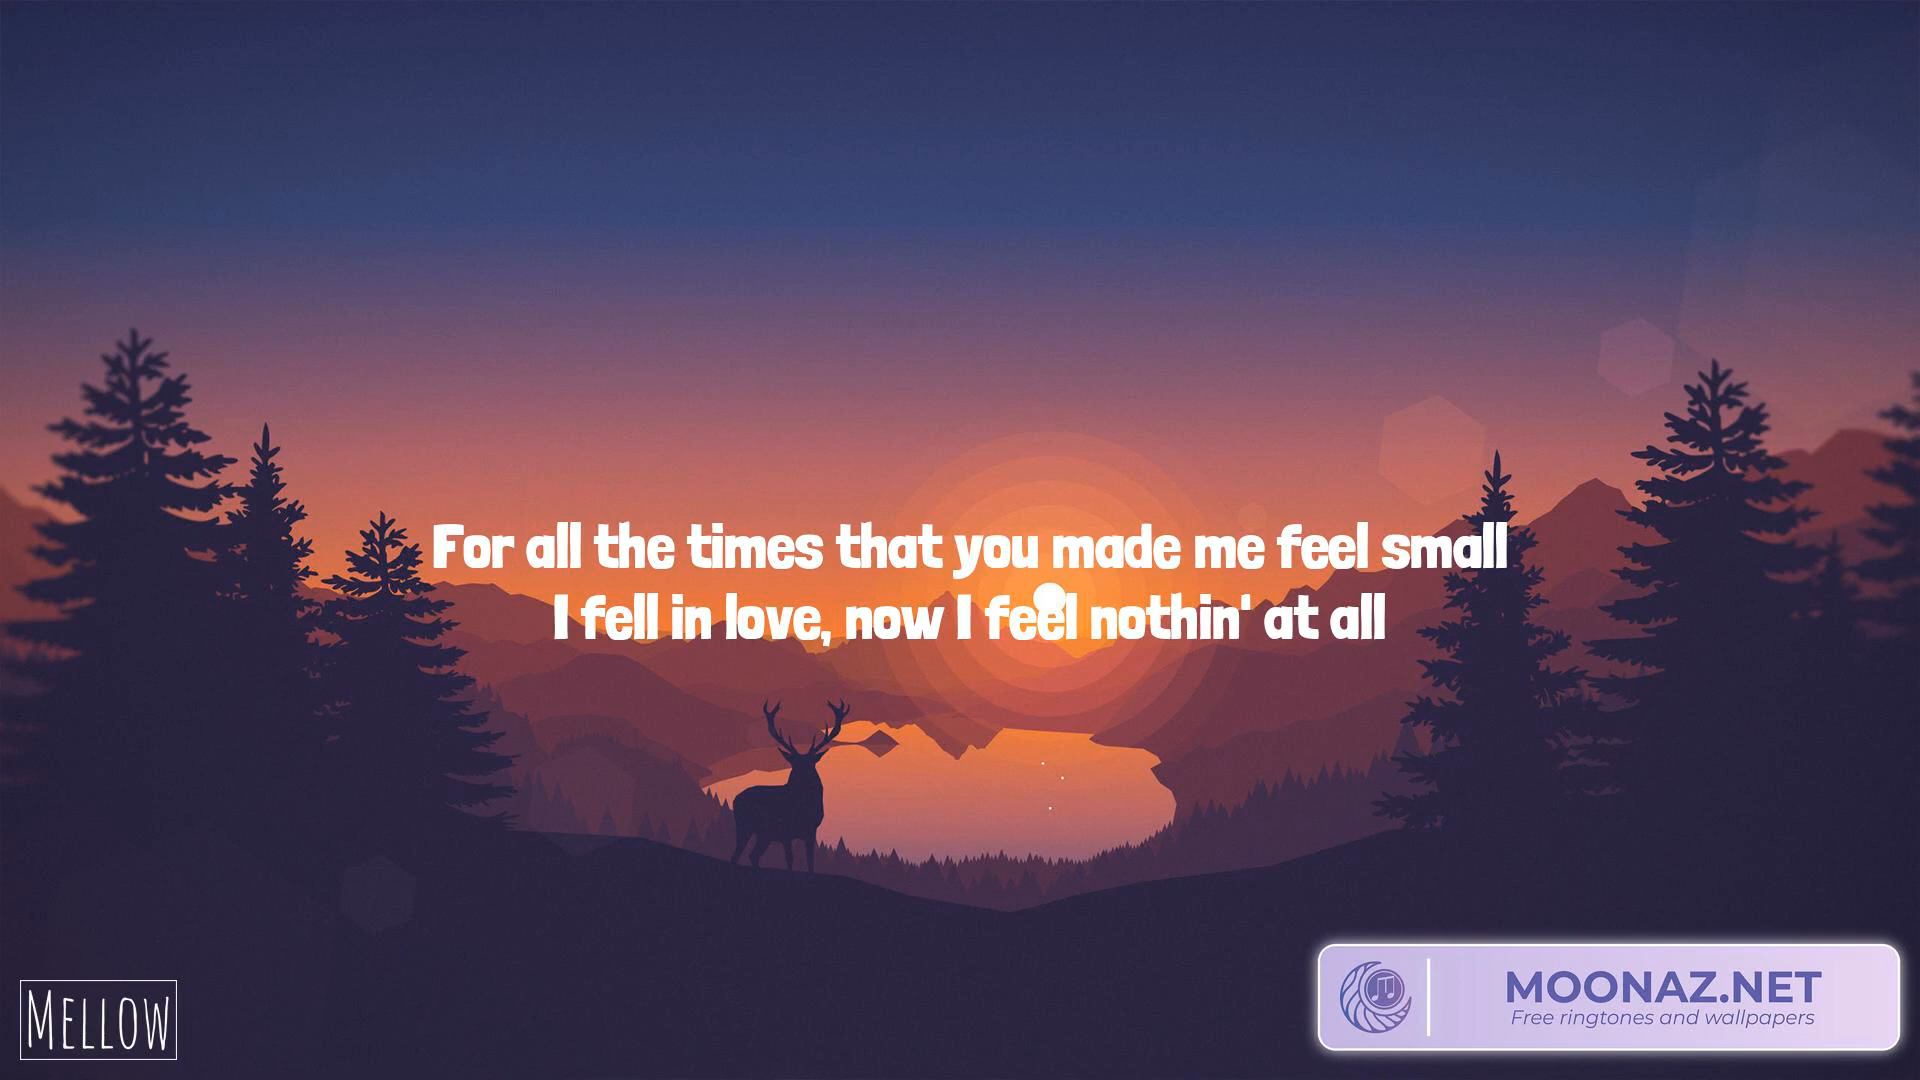 For all the times that you made me feel small
I fell in love, now I feel nothin' at all
MELLOW
MOONAZ.NET
Free ringtones and wallpapers